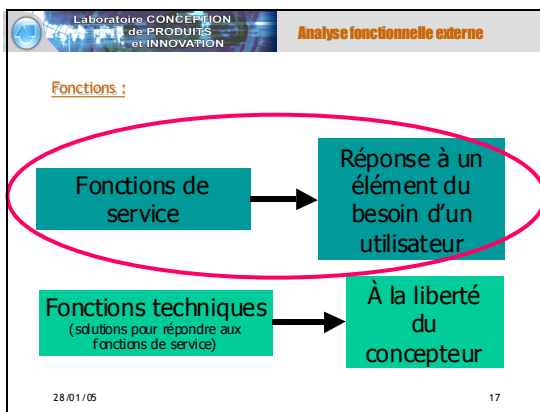 Laboratoire CONCEPTION
de PRODUITS
et INNOVATION
Analyse fonctionnelle externe
Fonctions :
Fonctions de
service
Réponse à un
élément du
besoin d'un
utilisateur
Fonctions techniques
(solutions pour répondre aux
fonctions de service)
À la liberté
du
concepteur
28/01/05
17